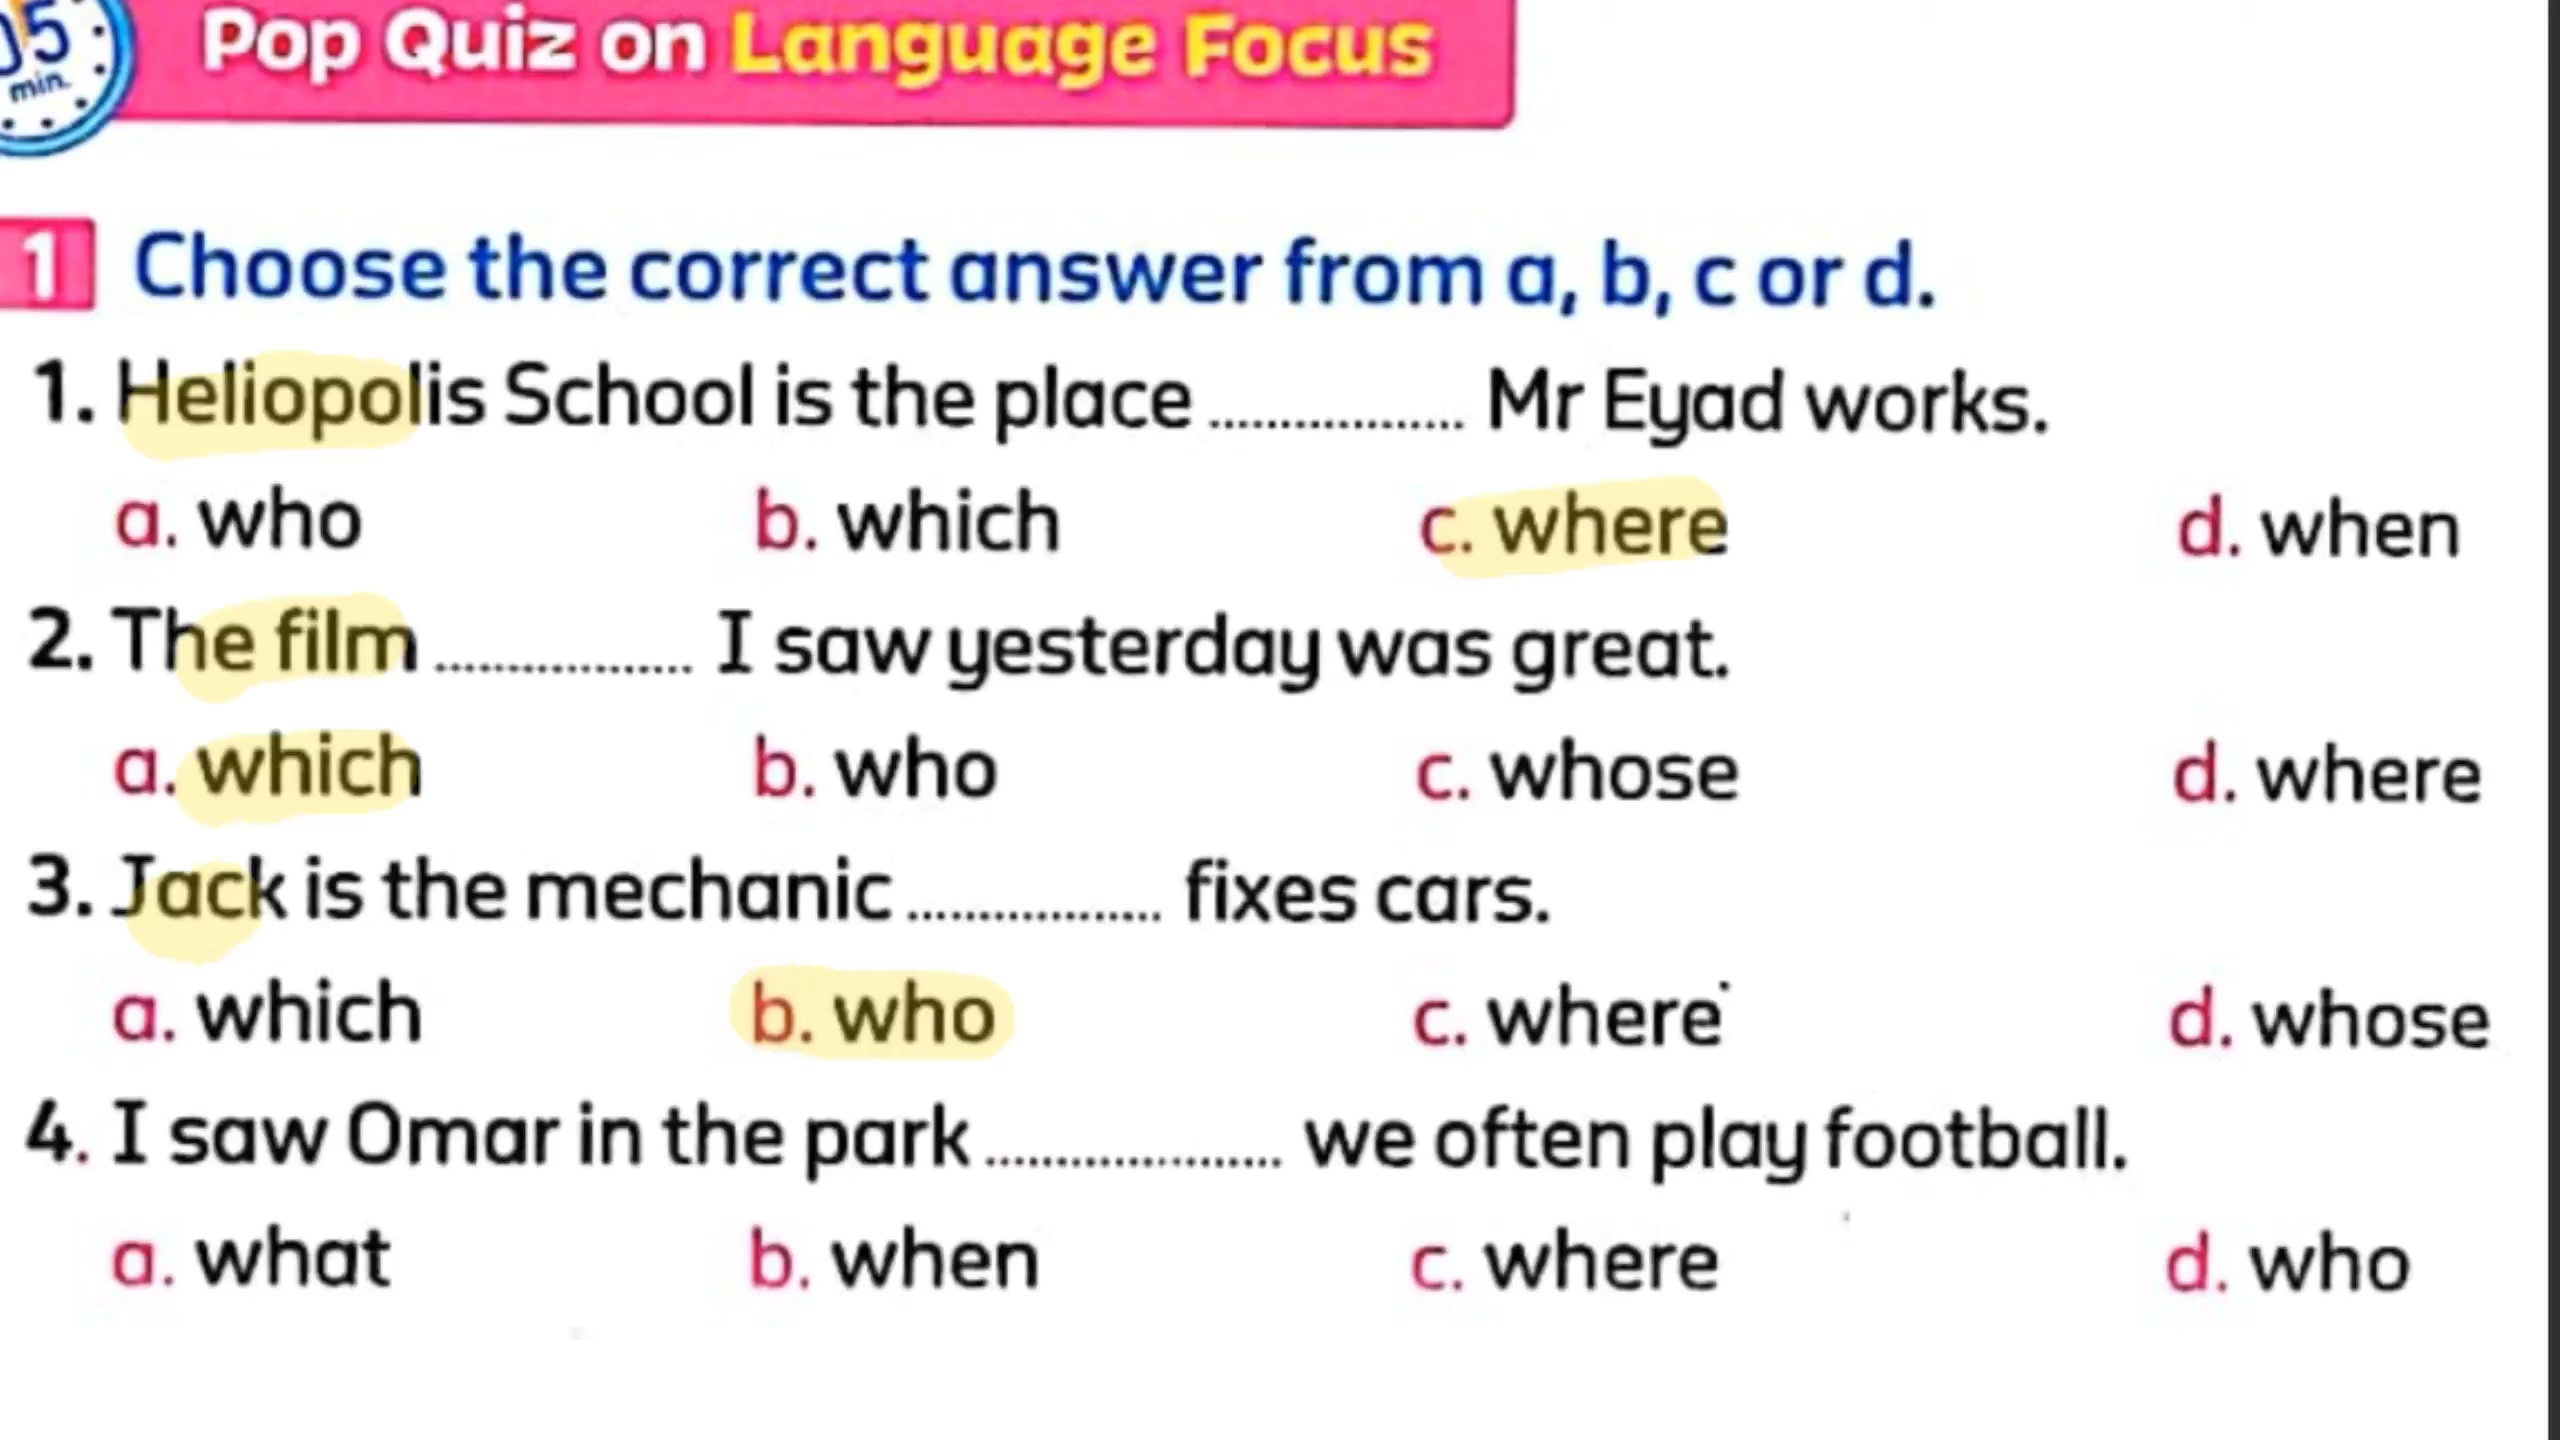 05
min.
Pop Quiz on Language Focus
1 Choose the correct answer from a, b, c or d.
1. Heliopolis School is the place .................. Mr Eyad works.
a. who b. which c. where d. when
2. The film .................. I saw yesterday was great.
a. which b. who c. whose d. where
3. Jack is the mechanic .................. fixes cars.
a. which b. who c. where d. whose
4. I saw Omar in the park ..................... we often play football.
a. what b. when c. where d. who